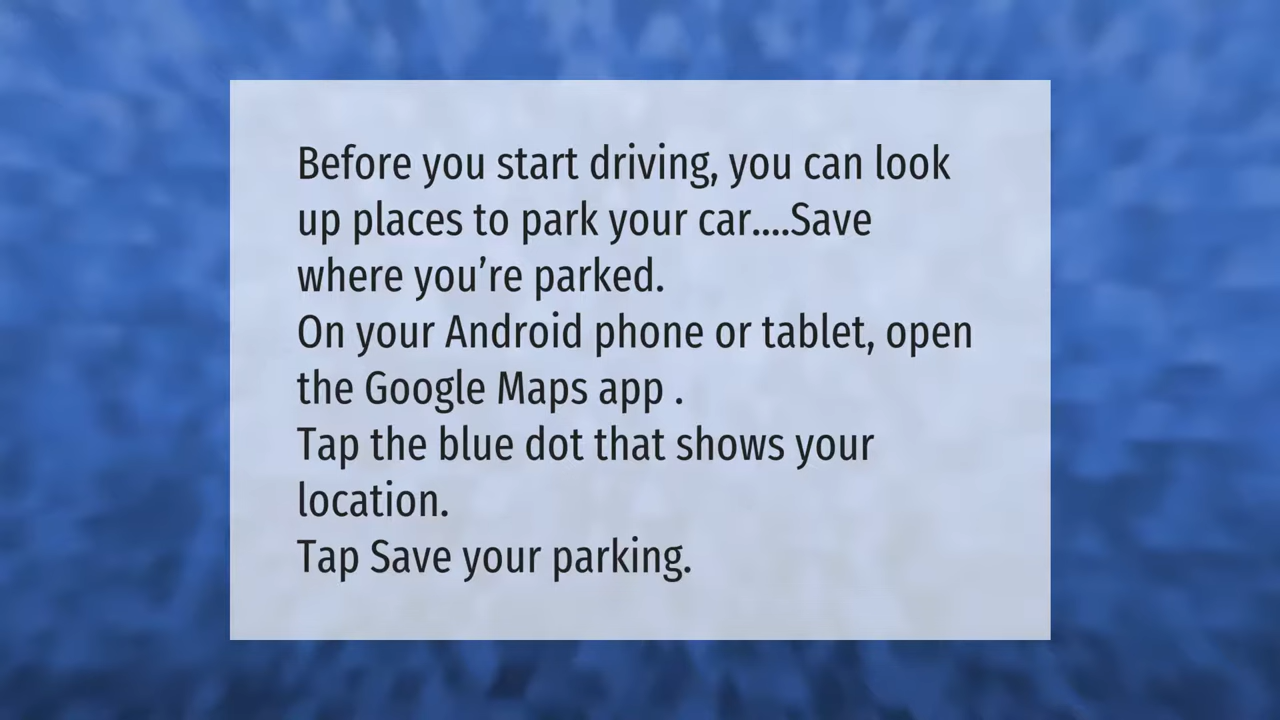 Before you start driving, you can look
up places to park your car....Save
where you’re parked.
On your Android phone or tablet, open
the Google Maps app .
Tap the blue dot that shows your
location.
Tap Save your parking.